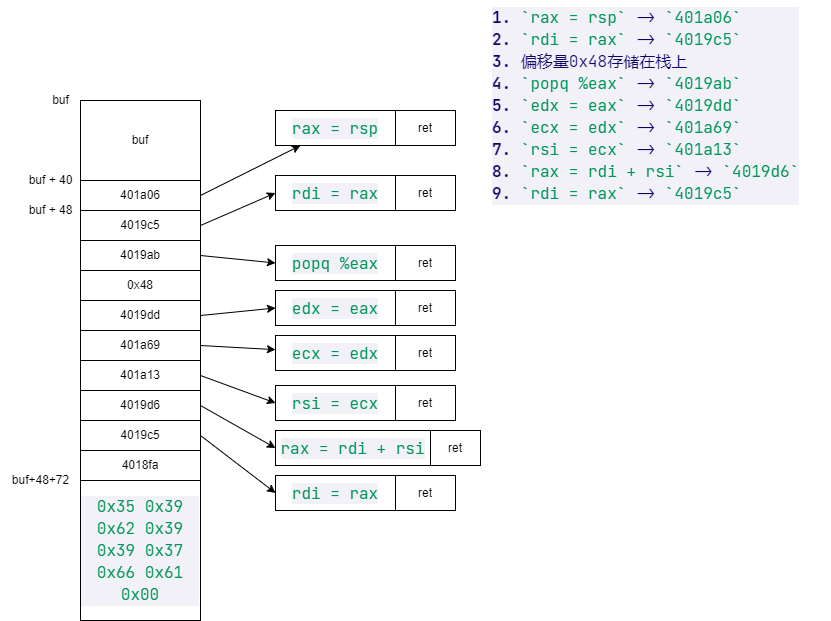 1. `rax = rsp` -> `401a06`
2. `rdi = rax` -> `4019c5`
3. 偏移量0x48存储在栈上
4. `popq %eax` -> `4019ab`
5. `edx = eax` -> `4019dd`
6. `ecx = edx` -> `401a69`
7. `rsi = ecx` -> `401a13`
8. `rax = rdi + rsi` -> `4019d6`
9. `rdi = rax` -> `4019c5`
buf
buf
buf + 40
buf + 48
401a06
4019c5
4019ab
0x48
4019dd
401a69
401a13
4019d6
4019c5
4018fa
buf+48+72
0x35 0x39
0x62 0x39
0x39 0x37
0x66 0x61
0x00
rax = rsp ret
rdi = rax ret
popq %eax ret
edx = eax ret
ecx = edx ret
rsi = ecx ret
rax = rdi + rsi ret
rdi = rax ret